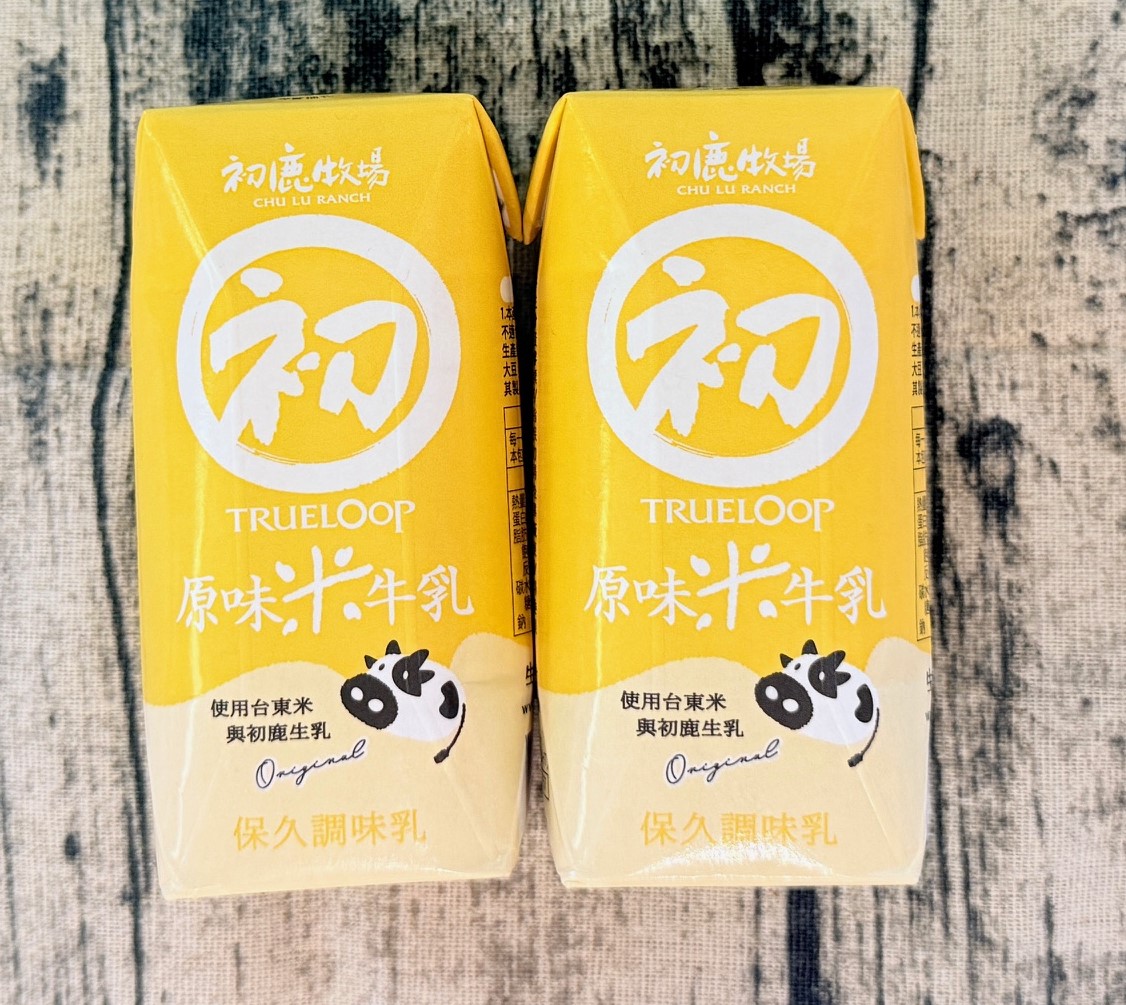 初鹿牧場
CHU LU RANCH
初
TRUELOOP
原味米牛乳
使用台東米
與初鹿生乳
Original
保久調味乳
初鹿牧場
CHU LU RANCH
初
TRUELOOP
原味米牛乳
使用台東米
與初鹿生乳
Original
保久調味乳